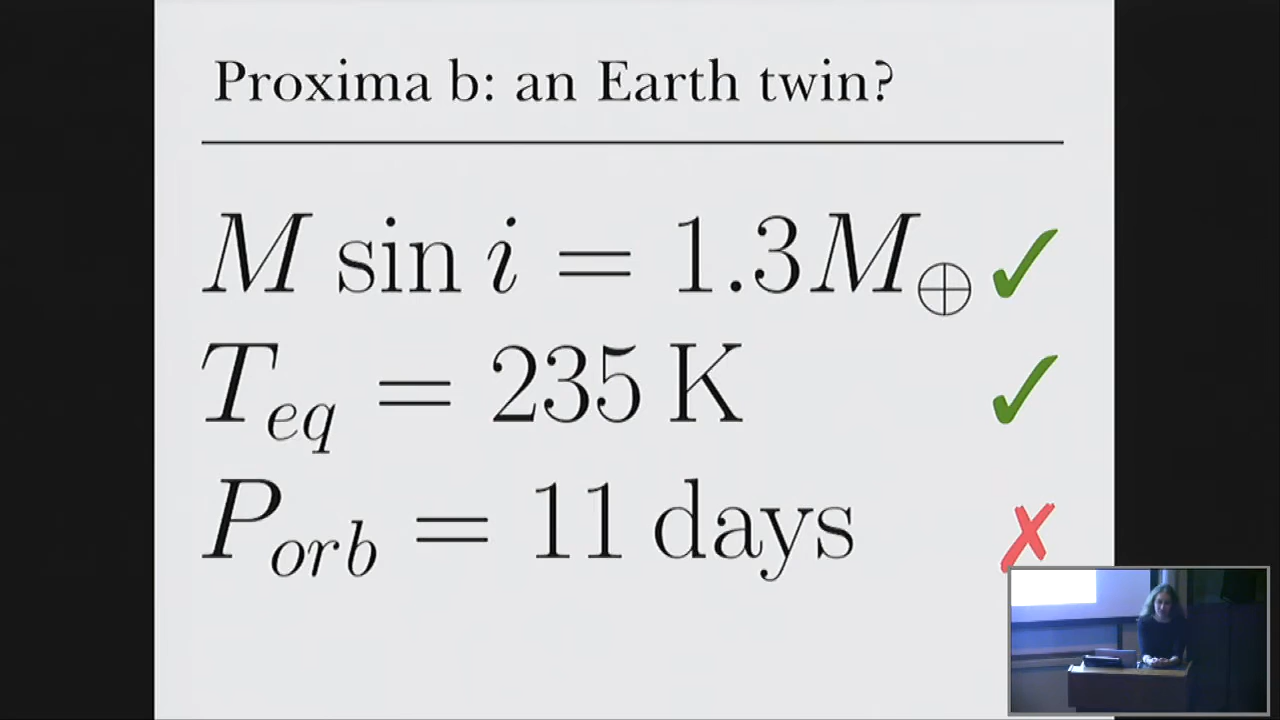 Proxima b: an Earth twin?
M sin i = 1.3M⊕ ✓
T_eq = 235 K ✓
P_orb = 11 days ✗